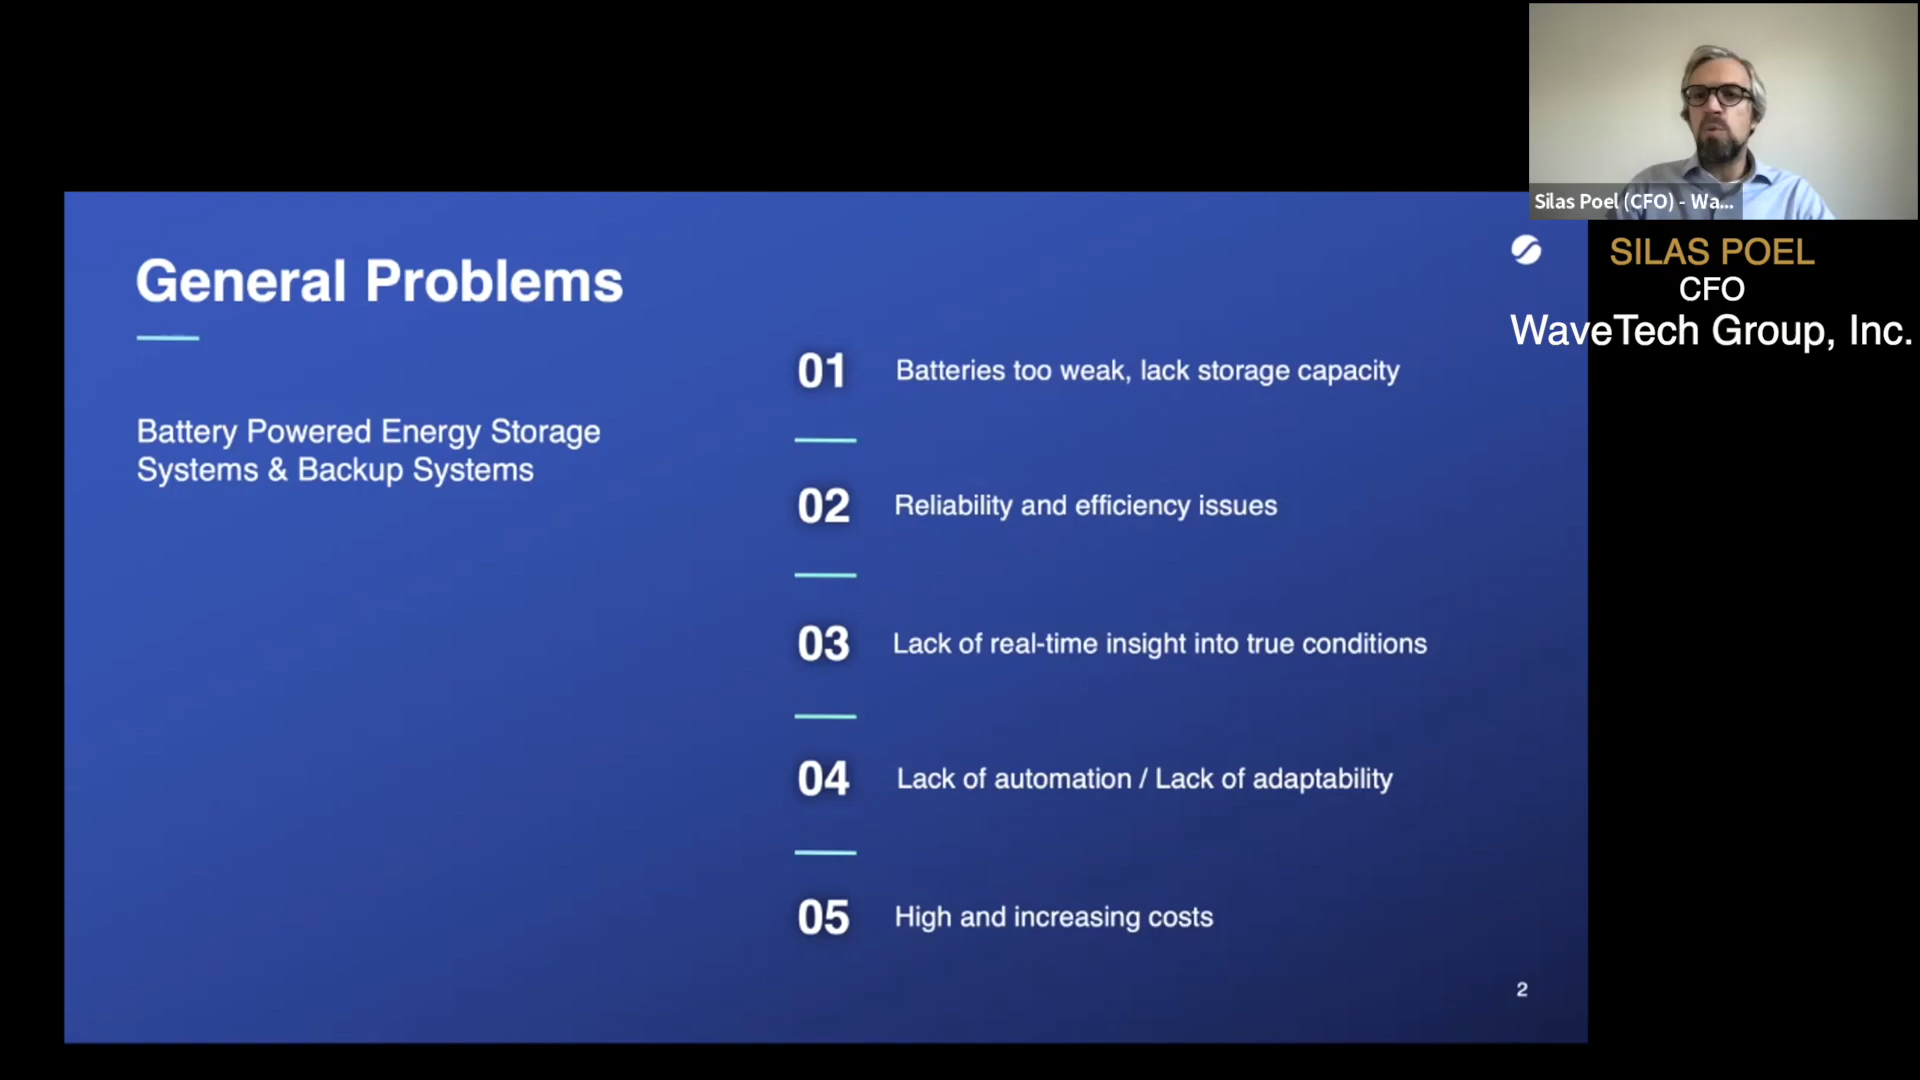 Silas Poel (CFO) - Wa...
SILAS POEL
CFO
WaveTech Group, Inc.
General Problems
Battery Powered Energy Storage
Systems & Backup Systems
01 Batteries too weak, lack storage capacity
02 Reliability and efficiency issues
03 Lack of real-time insight into true conditions
04 Lack of automation / Lack of adaptability
05 High and increasing costs
2